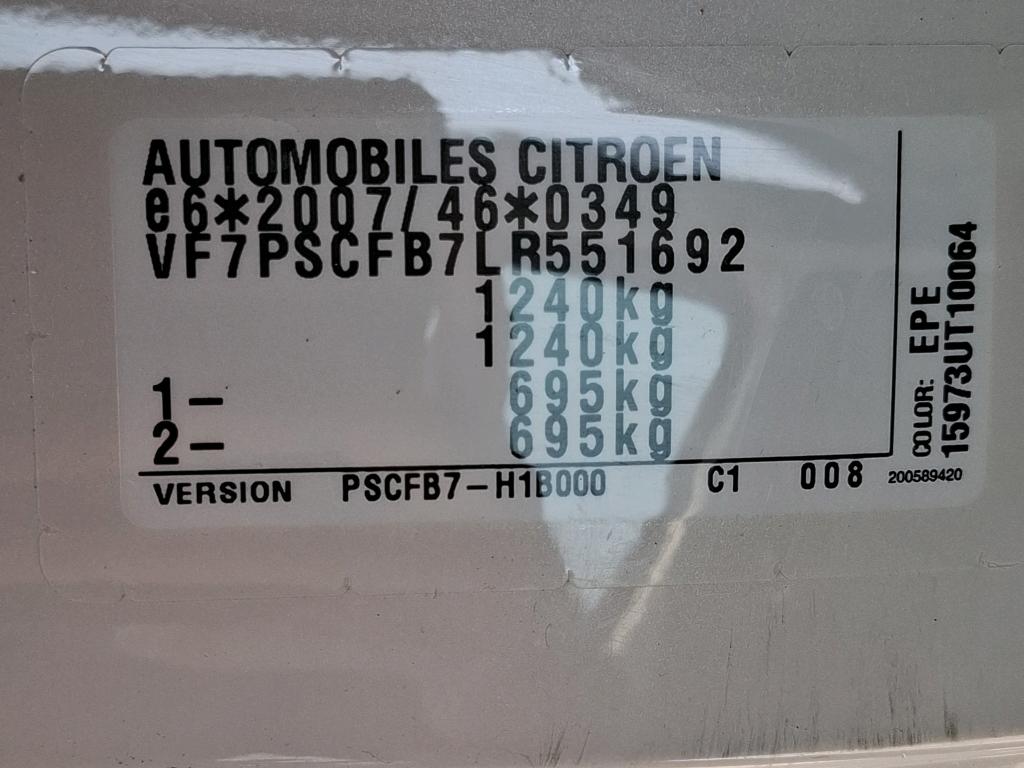 AUTOMOBILES CITROEN
e6*2007/46*0349
VF7PSCFB7LR551692
1240kg
1240kg
1- 695kg
2- 695kg
VERSION PSCFB7-H1B000 C1 008 200589420
COLOR: EPE
15973UT10064